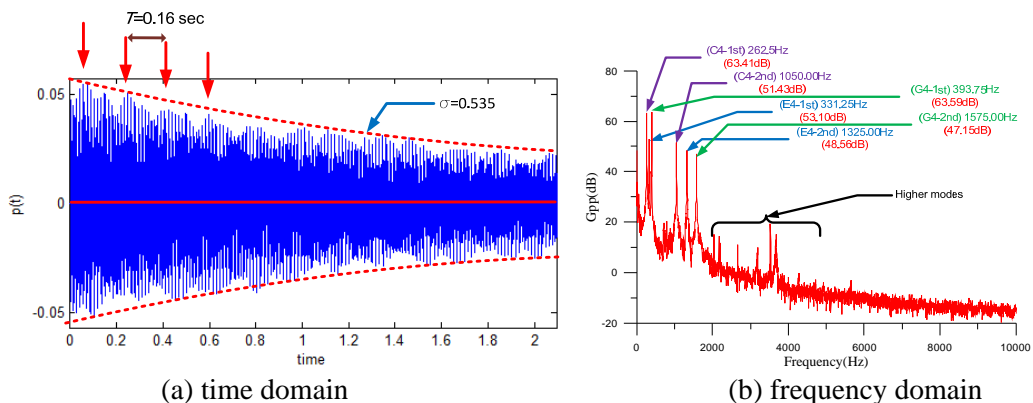 T=0.16 sec
0.05
0
-0.05
p(t)
σ=0.535
0 0.2 0.4 0.6 0.8 1 1.2 1.4 1.6 1.8 2
time
(a) time domain
(C4-1st) 262.5Hz
(63.41dB)
(C4-2nd) 1050.00Hz
(51.43dB)
(G4-1st) 393.75Hz
(63.59dB)
(E4-1st) 331.25Hz
(53.10dB)
(G4-2nd) 1575.00Hz
(47.15dB)
(E4-2nd) 1325.00Hz
(48.56dB)
Higher modes
80
60
40
20
0
-20
Gpp(dB)
0 2000 4000 6000 8000 10000
Frequency(Hz)
(b) frequency domain